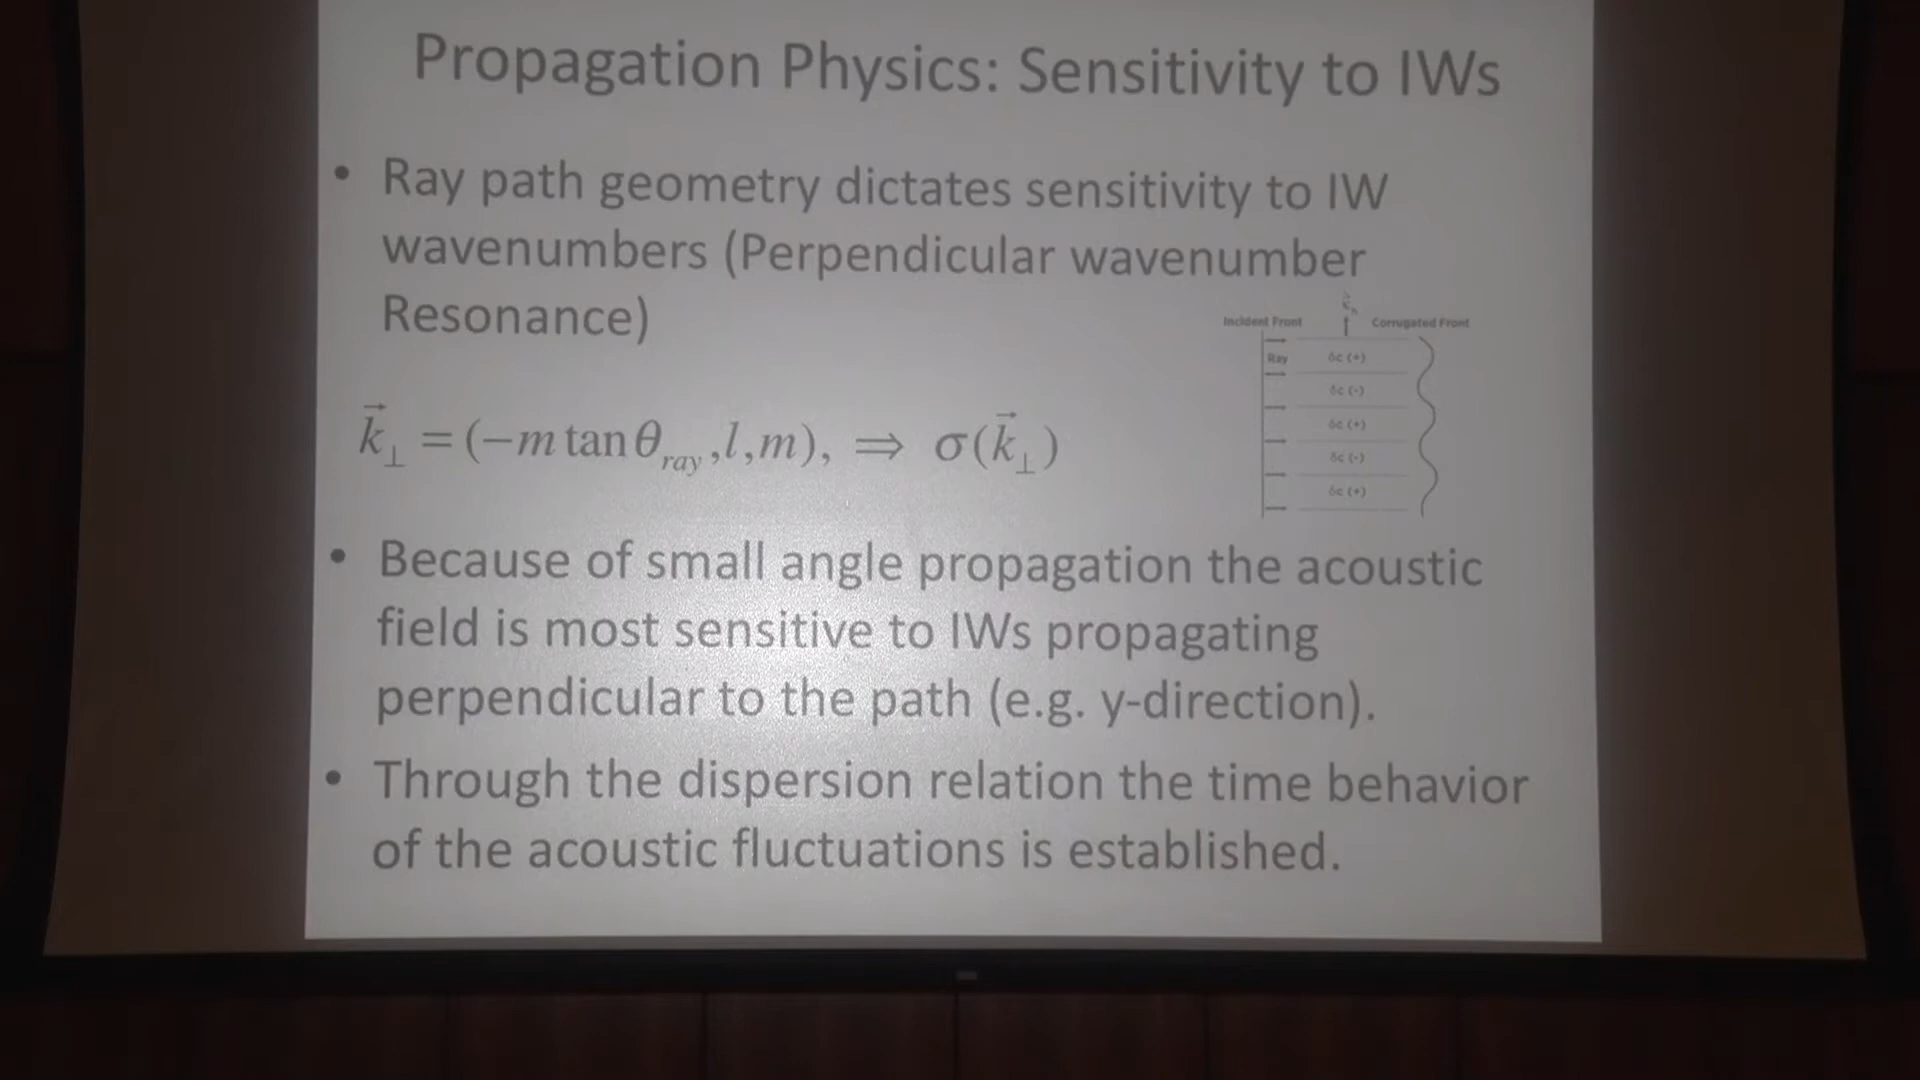 Propagation Physics: Sensitivity to IWs
• Ray path geometry dictates sensitivity to IW
wavenumbers (Perpendicular wavenumber
Resonance)
Incident Front
Corrugated Front
Ray
δc (+)
δc (-)
δc (+)
δc (-)
δc (+)
k⃗⊥ = (−m tan θ_ray, l, m), ⇒ σ(k⃗⊥)
• Because of small angle propagation the acoustic
field is most sensitive to IWs propagating
perpendicular to the path (e.g. y-direction).
• Through the dispersion relation the time behavior
of the acoustic fluctuations is established.